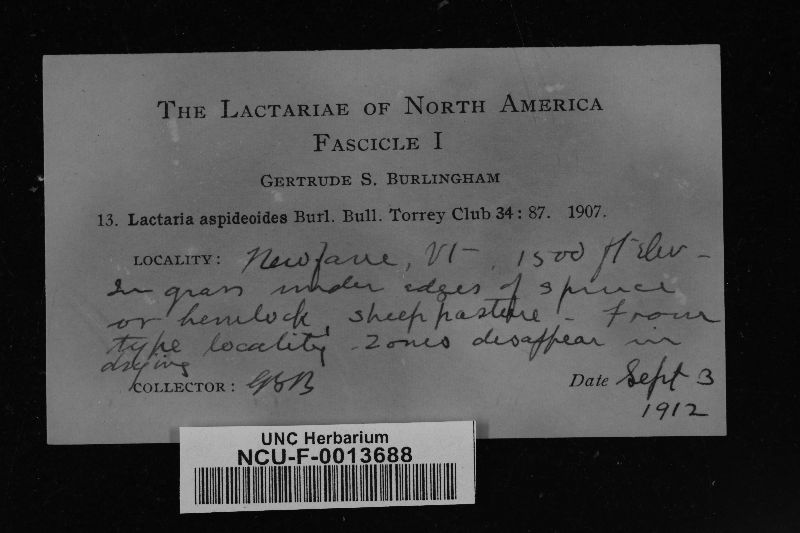 The Lactariae of North America
Fascicle I
Gertrude S. Burlingham
13. Lactaria aspideoides Burl. Bull. Torrey Club 34: 87. 1907.
Locality: Newfane, Vt - 1500 ft Elev -
In grass under edges of spruce
or hemlock, sheep pasture - From
type locality - Zones disappear in
drying
Collector: GSB
Date Sept 3
1912
UNC Herbarium
NCU-F-0013688